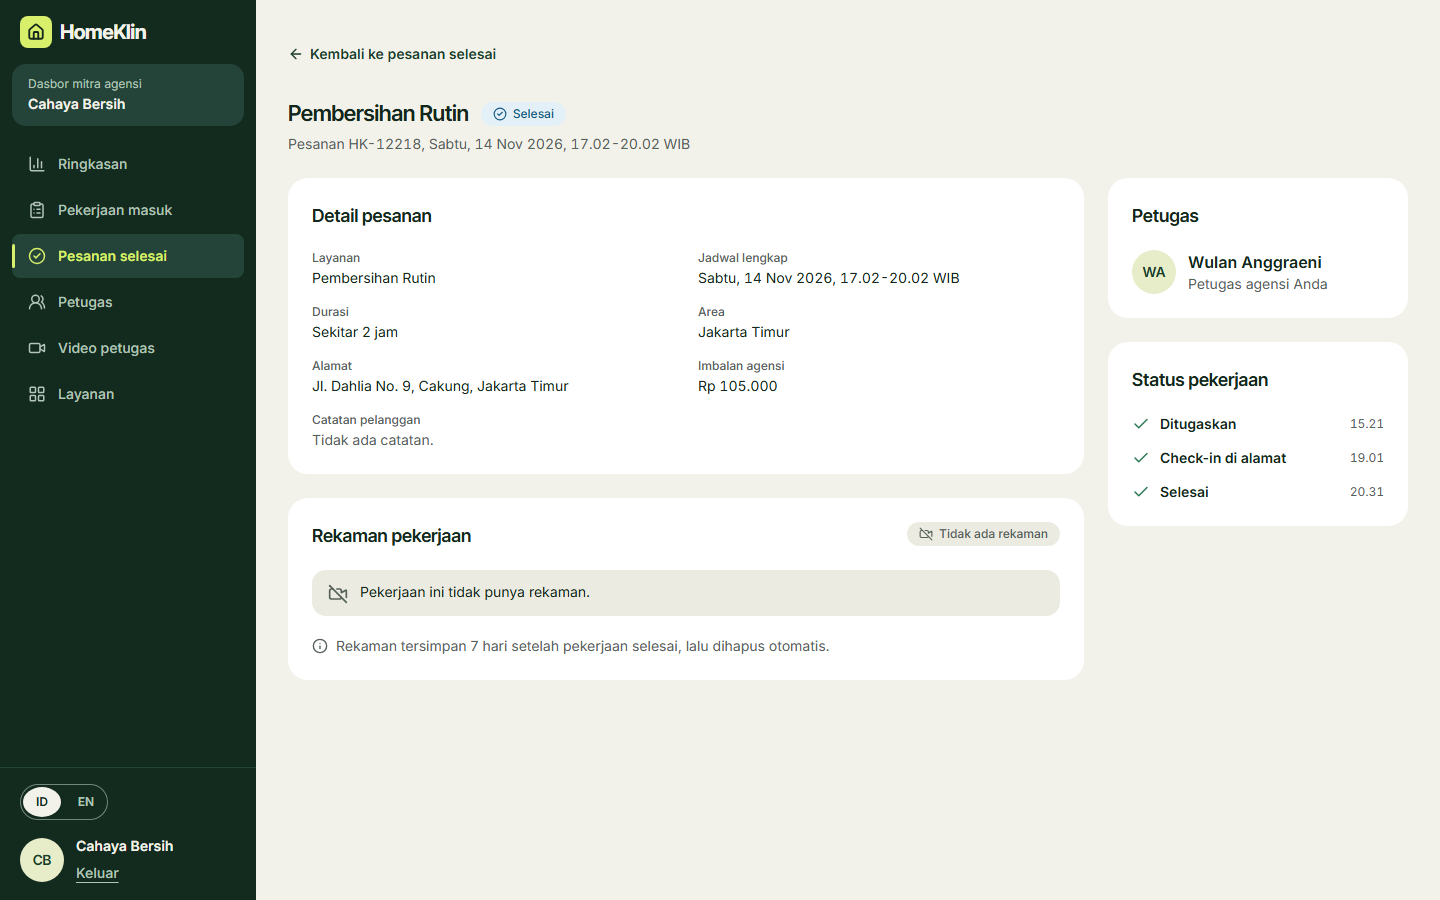 HomeKlin
Dasbor mitra agensi
Cahaya Bersih
Ringkasan
Pekerjaan masuk
Pesanan selesai
Petugas
Video petugas
Layanan
ID EN
CB
Cahaya Bersih
Keluar
Kembali ke pesanan selesai
Pembersihan Rutin
Selesai
Pesanan HK-12218, Sabtu, 14 Nov 2026, 17.02-20.02 WIB
Detail pesanan
Layanan
Pembersihan Rutin
Jadwal lengkap
Sabtu, 14 Nov 2026, 17.02-20.02 WIB
Durasi
Sekitar 2 jam
Area
Jakarta Timur
Alamat
Jl. Dahlia No. 9, Cakung, Jakarta Timur
Imbalan agensi
Rp 105.000
Catatan pelanggan
Tidak ada catatan.
Rekaman pekerjaan
Tidak ada rekaman
Pekerjaan ini tidak punya rekaman.
Rekaman tersimpan 7 hari setelah pekerjaan selesai, lalu dihapus otomatis.
Petugas
WA
Wulan Anggraeni
Petugas agensi Anda
Status pekerjaan
Ditugaskan 15.21
Check-in di alamat 19.01
Selesai 20.31